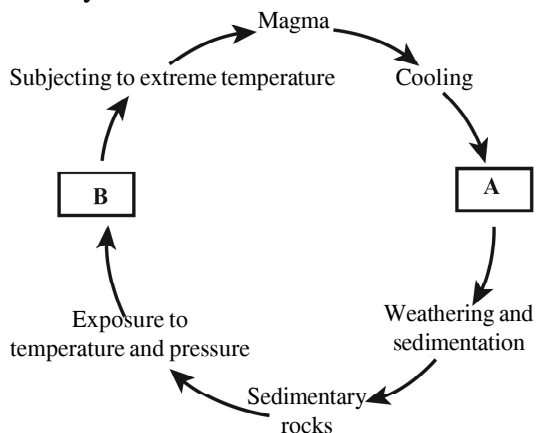 Magma
Subjecting to extreme temperature
Cooling
B
A
Exposure to
temperature and pressure
Weathering and
sedimentation
Sedimentary
rocks